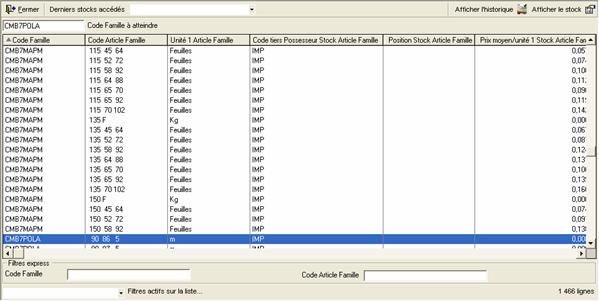 Fermer Derniers stocks accédés Afficher l'historique Afficher le stock
CMB7POLA Code Famille à atteindre
Code Famille Code Article Famille Unité 1 Article Famille Code tiers Possesseur Stock Article Famille Position Stock Article Famille Prix moyen/unité 1 Stock Article Fam
CMB7MAPM 115 45 64 Feuilles IMP 0,05
CMB7MAPM 115 52 72 Feuilles IMP 0,07
CMB7MAPM 115 58 92 Feuilles IMP 0,10
CMB7MAPM 115 64 88 Feuilles IMP 0,11
CMB7MAPM 115 65 70 Feuilles IMP 0,09
CMB7MAPM 115 65 92 Feuilles IMP 0,11
CMB7MAPM 115 70 102 Feuilles IMP 0,14
CMB7MAPM 135 F Kg IMP 0,00
CMB7MAPM 135 45 64 Feuilles IMP 0,06
CMB7MAPM 135 52 72 Feuilles IMP 0,08
CMB7MAPM 135 58 92 Feuilles IMP 0,12
CMB7MAPM 135 64 88 Feuilles IMP 0,13
CMB7MAPM 135 65 70 Feuilles IMP 0,10
CMB7MAPM 135 65 92 Feuilles IMP 0,13
CMB7MAPM 135 70 102 Feuilles IMP 0,16
CMB7MAPM 150 F Kg IMP 0,00
CMB7MAPM 150 45 64 Feuilles IMP 0,07
CMB7MAPM 150 52 72 Feuilles IMP 0,09
CMB7MAPM 150 58 92 Feuilles IMP 0,13
CMB7POLA 90 86 5 m IMP 0,00
Filtres express
Code Famille Code Article Famille
Filtres actifs sur la liste... 1 466 lignes